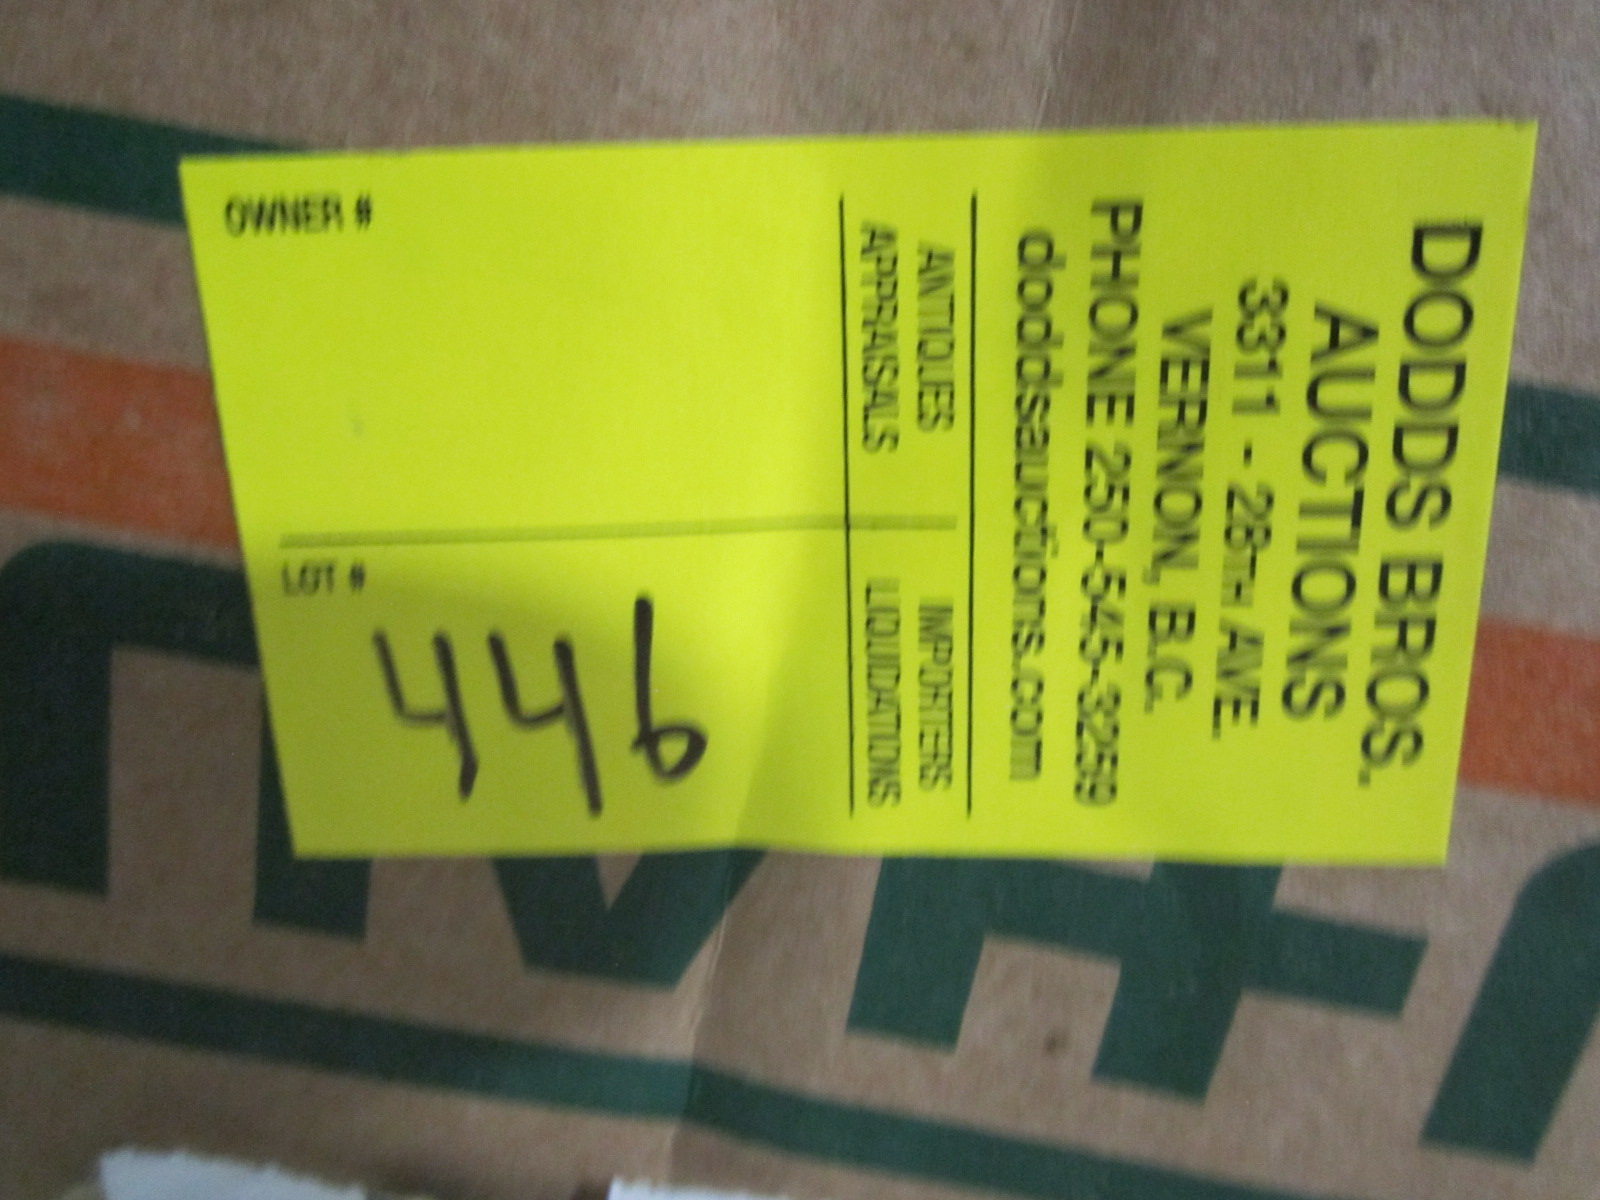 DODDS BROS.
AUCTIONS
3311 - 28TH AVE.
VERNON, B.C.
PHONE 250-545-3259
doddsauctions.com
ANTIQUES IMPORTERS
APPRAISALS LIQUIDATIONS
OWNER #
LOT #
446